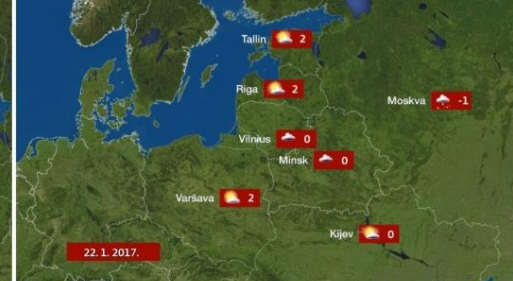 Tallin 2
Riga 2
Moskva -1
Vilnius 0
Minsk 0
Varšava 2
Kijev 0
22. 1. 2017.